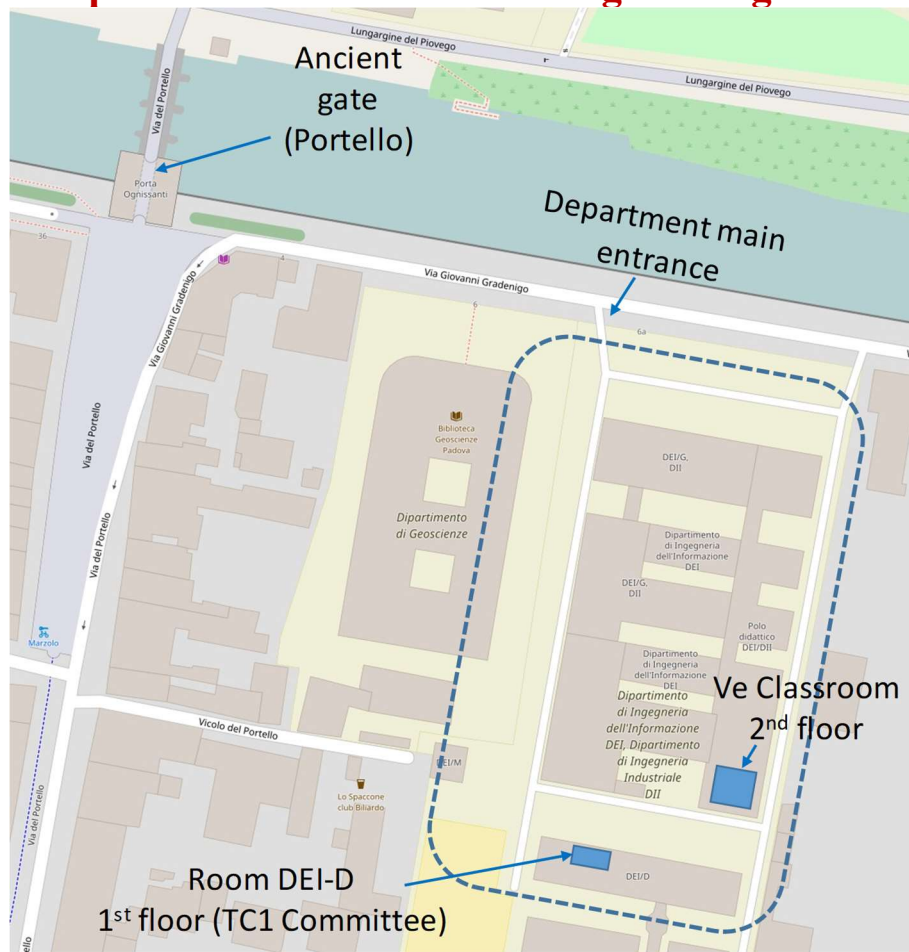 Lungargine del Piovego
Lungargine del Piovego
Ancient
gate
(Portello)
Via del Portello
Porta
Ognissanti
36
4
Department main
entrance
Via Giovanni Gradenigo
6
6a
Via Giovanni Gradenigo
Biblioteca
Geoscienze
Padova
Dipartimento
di Geoscienze
DEI/G,
DII
Via del Portello
Dipartimento
di Ingegneria
dell'Informazione
DEI
Via del Portello
DEI/G,
DII
Polo
didattico
DEI/DII
Marzolo
Dipartimento
di Ingegneria
dell'Informazione
DEI
Ve Classroom
2nd floor
Dipartimento
di Ingegneria
dell'Informazione
DEI, Dipartimento
di Ingegneria
Industriale
DII
Vicolo del Portello
DEI/M
Lo Spaccone
club Biliardo
Via del Portello
Room DEI-D
1st floor (TC1 Committee)
DEI/D